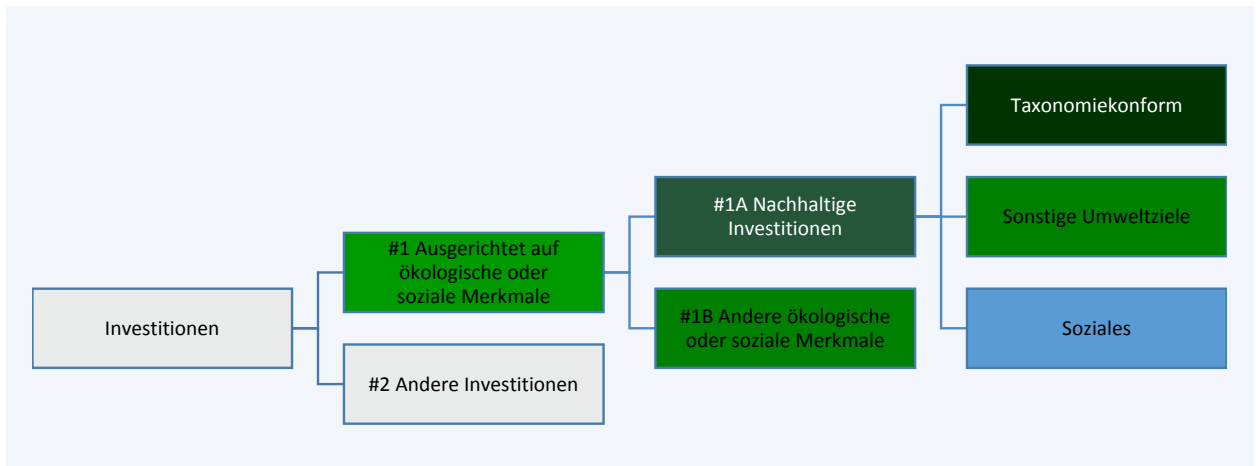 Investitionen
#1 Ausgerichtet auf
ökologische oder
soziale Merkmale
#2 Andere Investitionen
#1A Nachhaltige
Investitionen
#1B Andere ökologische
oder soziale Merkmale
Taxonomiekonform
Sonstige Umweltziele
Soziales